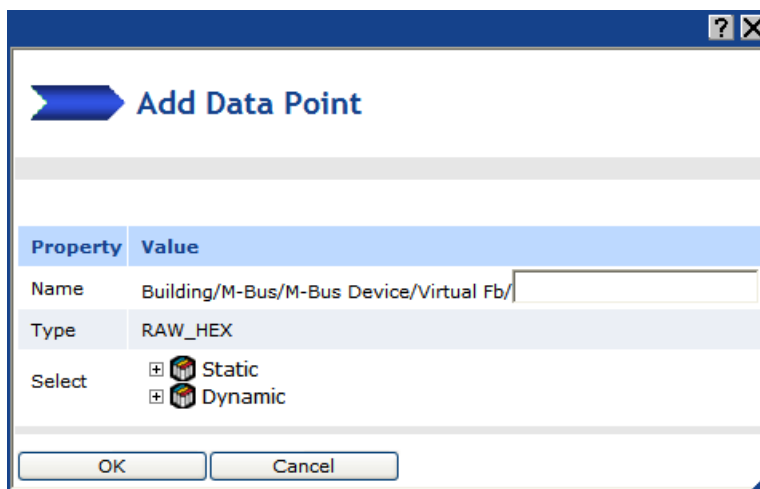 ?
Add Data Point
Property Value
Name Building/M-Bus/M-Bus Device/Virtual Fb/
Type RAW_HEX
Select Static
Dynamic
OK Cancel